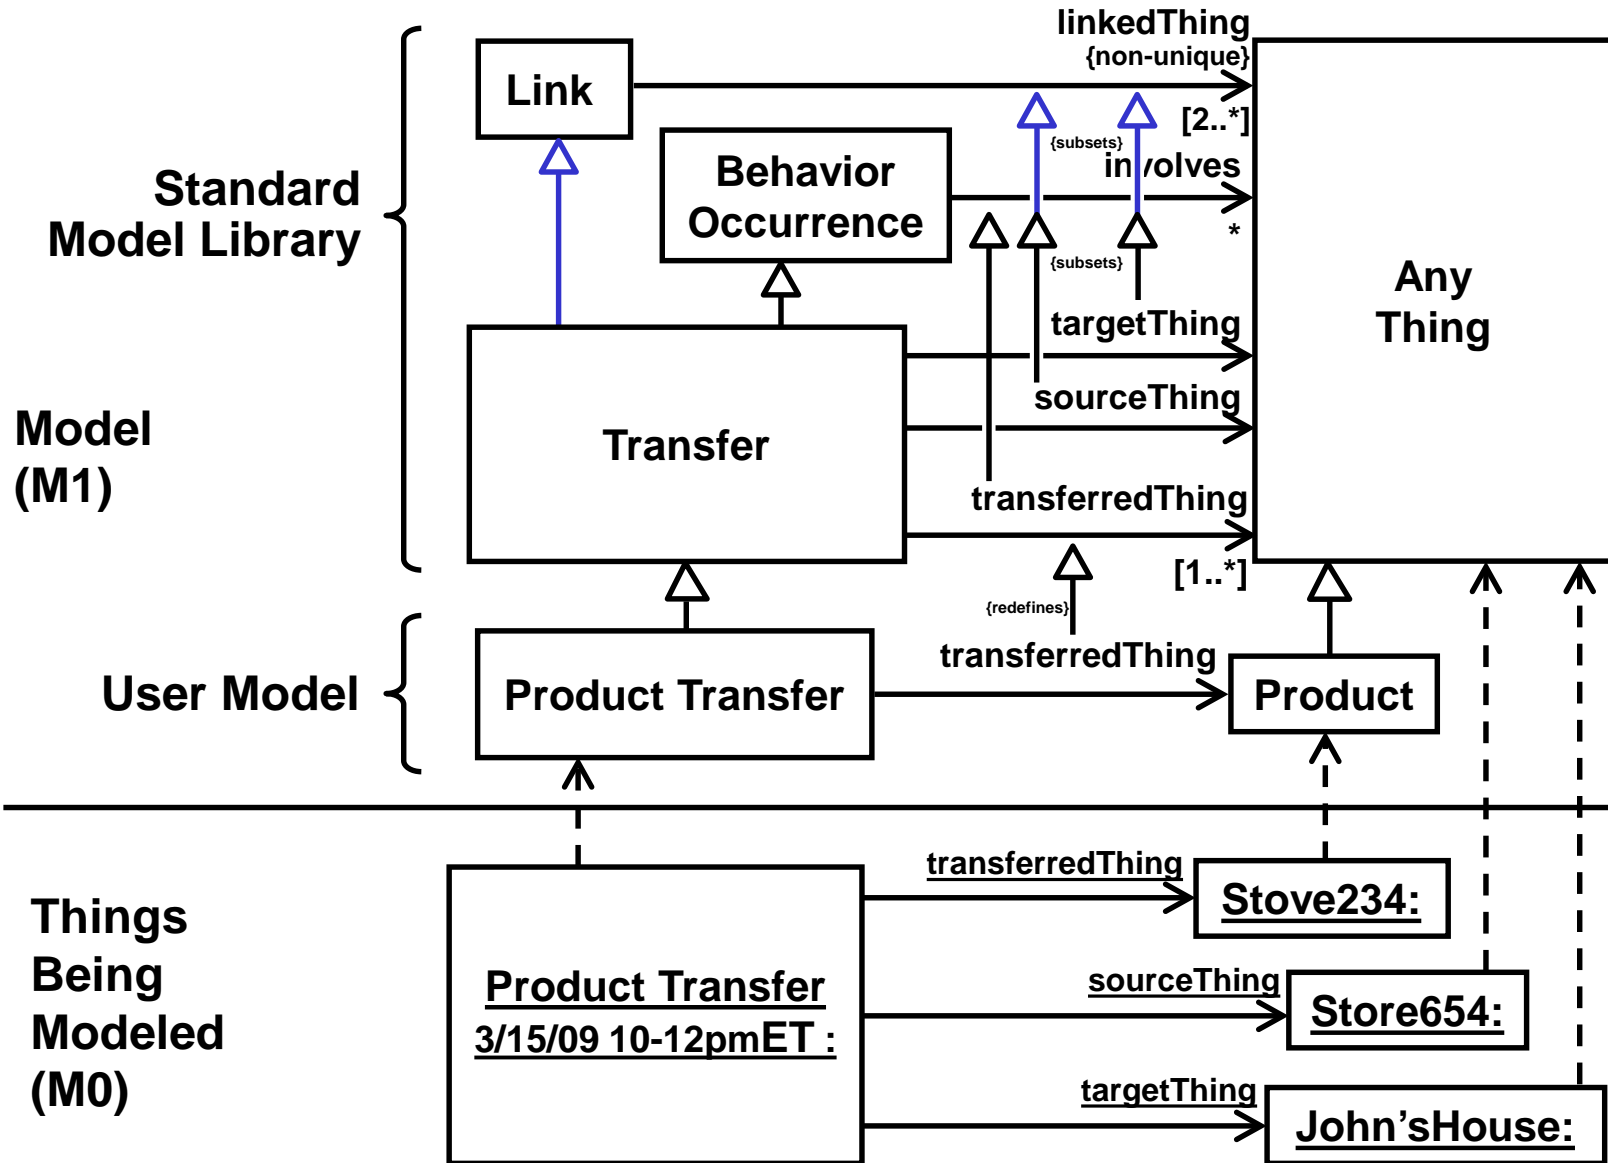 linkedThing
{non-unique}
Link
[2..*]
{subsets}
involves
Behavior
Occurrence
*
Standard
Model Library
{subsets}
Any
Thing
targetThing
sourceThing
Model
(M1)
Transfer
transferredThing
[1..*]
{redefines}
transferredThing
User Model
Product Transfer
Product
transferredThing
Stove234:
Things
Being
Modeled
(M0)
sourceThing
Product Transfer
3/15/09 10-12pmET :
Store654:
targetThing
John’sHouse: